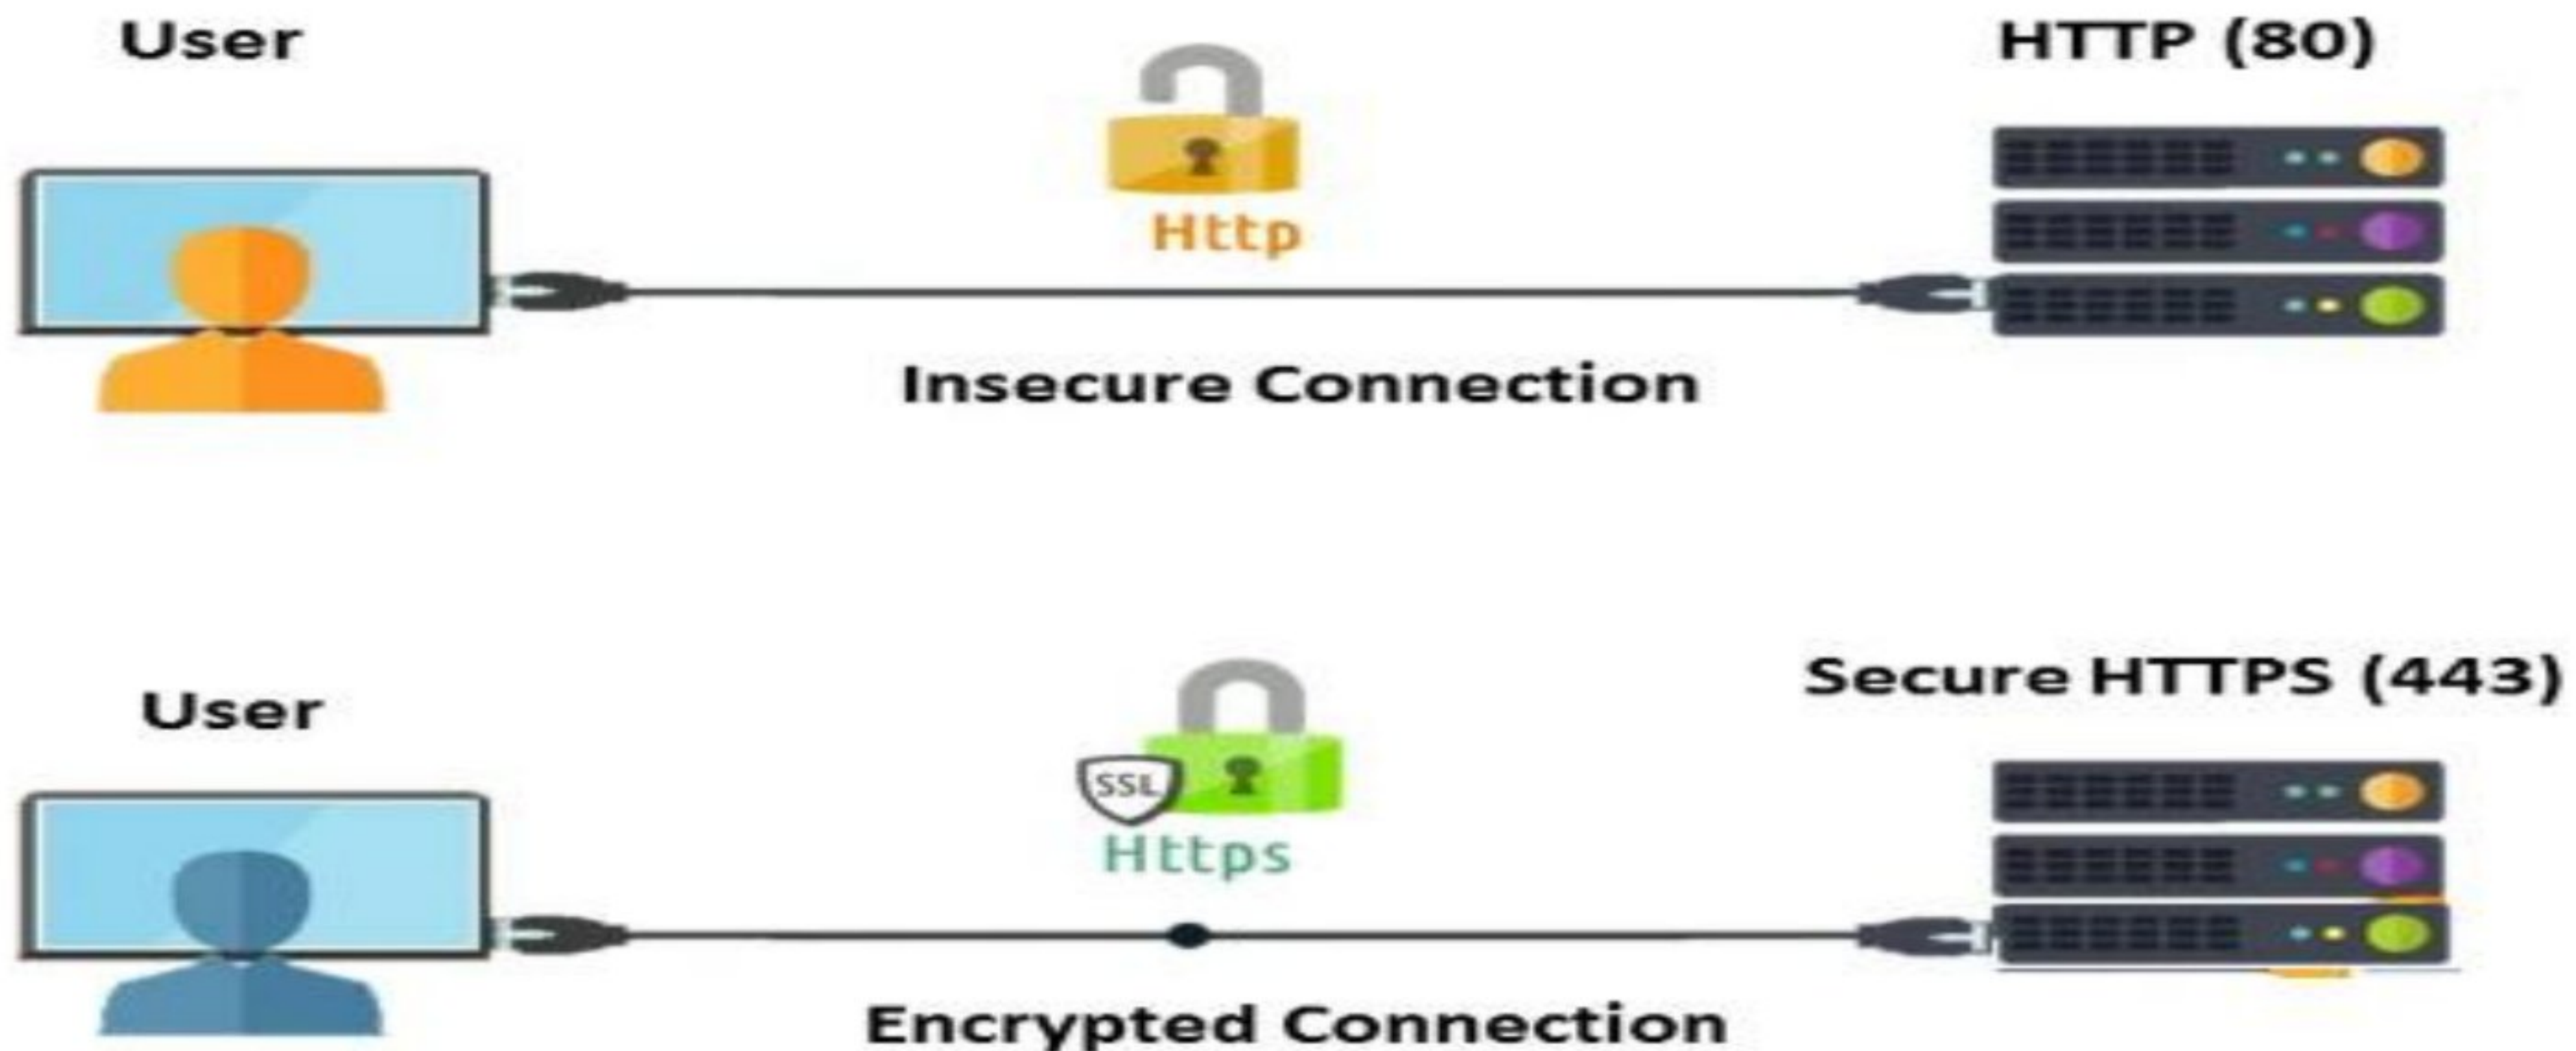 User
HTTP (80)
Http
Insecure Connection
User
Secure HTTPS (443)
SSL
Https
Encrypted Connection